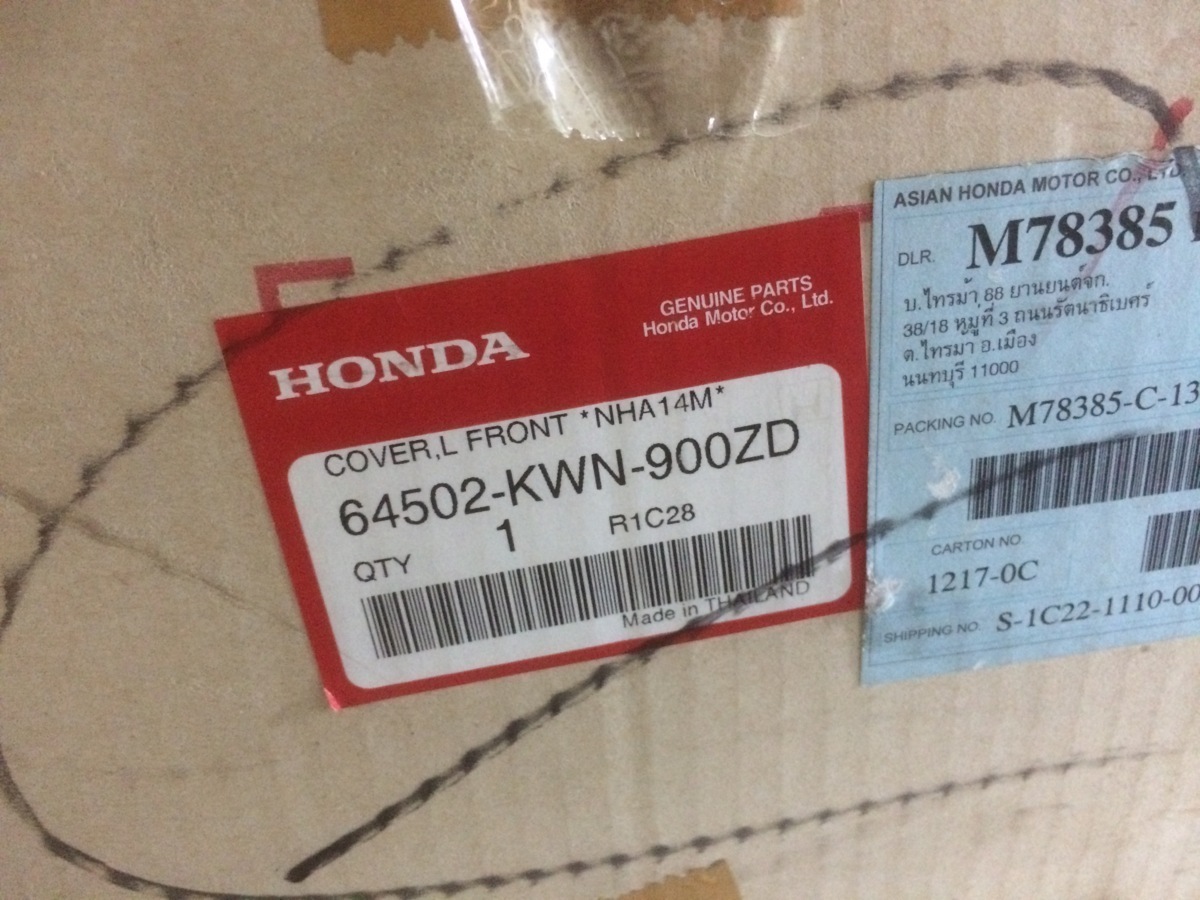 HONDA
GENUINE PARTS
Honda Motor Co., Ltd.
COVER,L FRONT *NHA14M*
64502-KWN-900ZD
QTY 1 R1C28
Made in THAILAND
ASIAN HONDA MOTOR CO., LTD
DLR. M78385
บ.ไทรม้า 88 ยานยนต์จก.
38/18 หมู่ที่ 3 ถนนรัตนาธิเบศร์
ต.ไทรม้า อ.เมือง
นนทบุรี 11000
PACKING NO. M78385-C-13
CARTON NO.
1217-0C
SHIPPING NO. S-1C22-1110-00